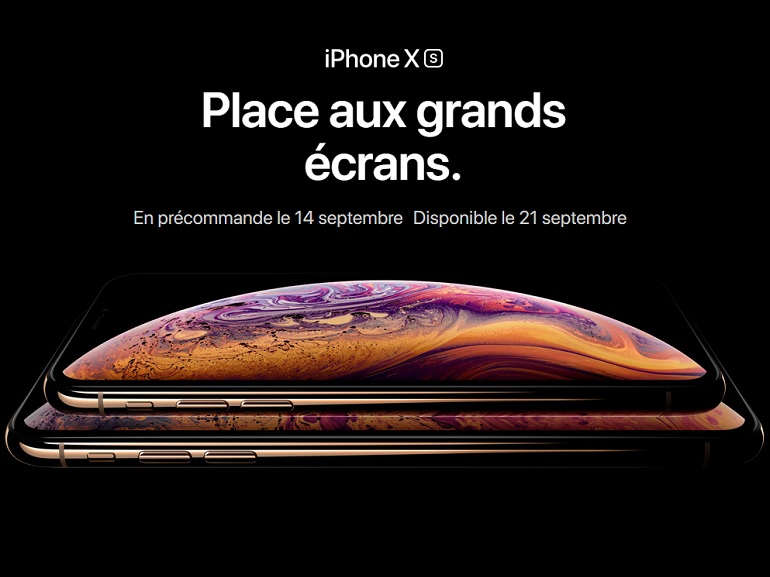 iPhone XS
Place aux grands
écrans.
En précommande le 14 septembre Disponible le 21 septembre